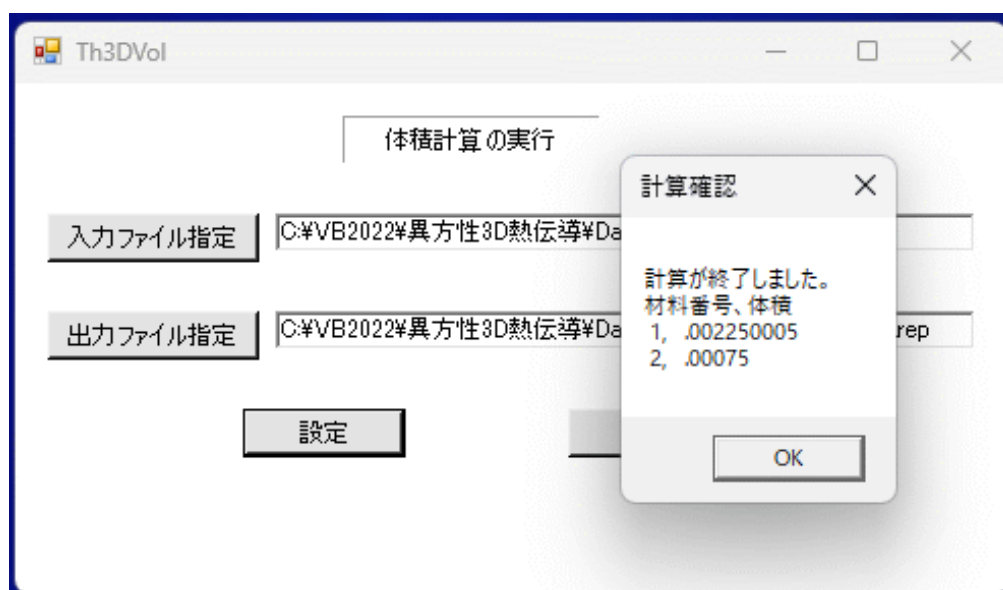 Th3DVol
体積計算の実行
計算確認
入力ファイル指定
C:¥VB2022¥異方性3D熱伝導¥Da
計算が終了しました。
材料番号、体積
1, .002250005
2, .00075
出力ファイル指定
C:¥VB2022¥異方性3D熱伝導¥Da
rep
設定
OK